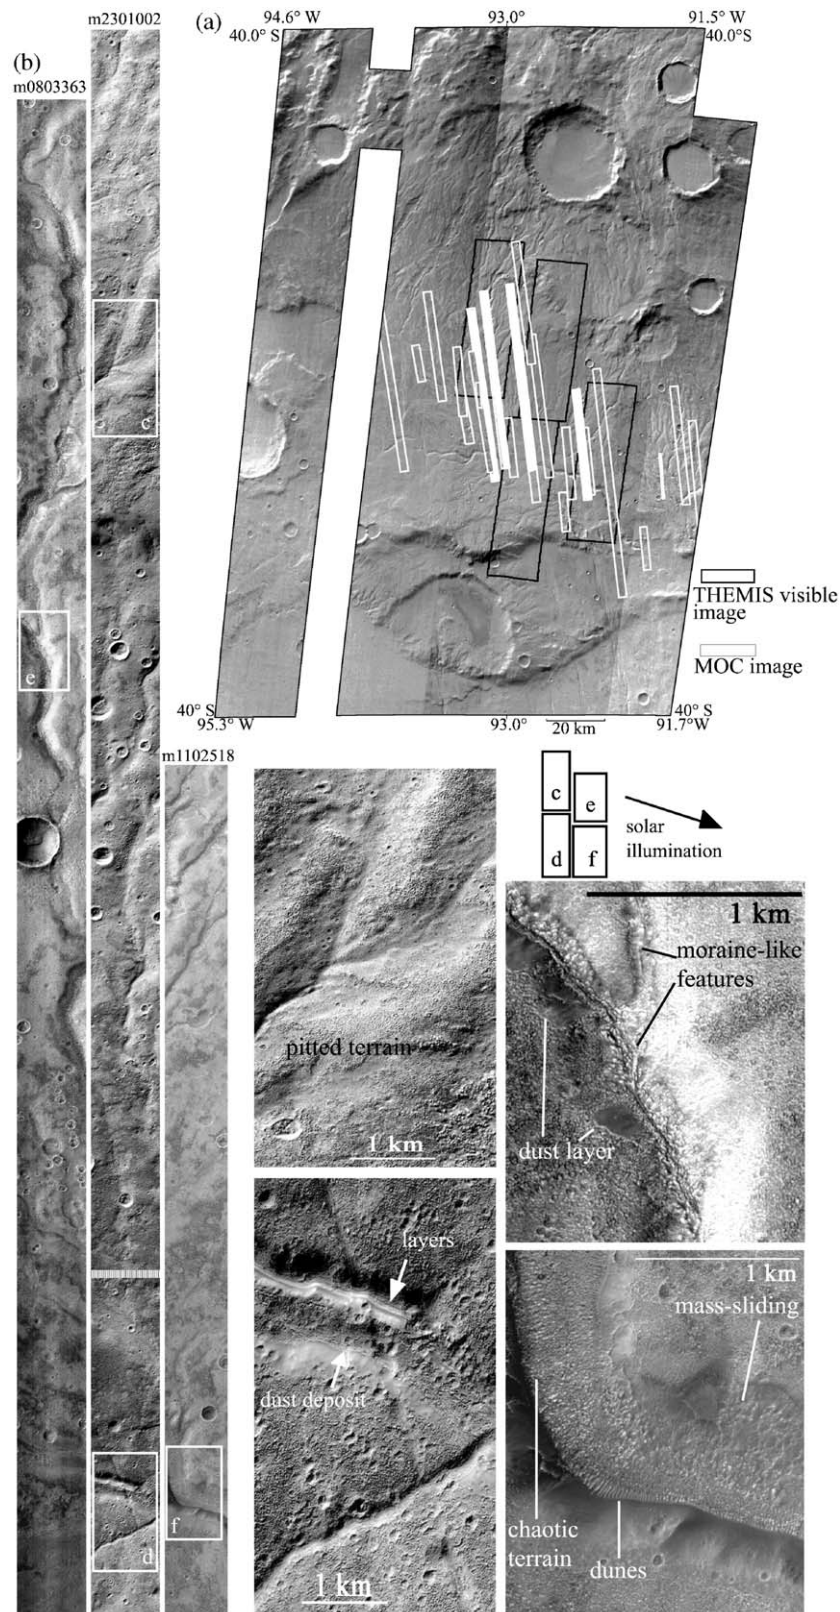 m2301002
(a)
94.6° W
40.0.° S
93.0°
91.5° W
40.0° S
(b)
m0803363
c
e
THEMIS visible
image
MOC image
40° S
95.3° W
93.0°
20 km
40° S
91.7°W
m1102518
c
e
d
f
solar
illumination
1 km
moraine-like
features
pitted terrain
1 km
dust layer
layers
1 km
mass-sliding
dust deposit
f
d
chaotic
terrain
dunes
1 km